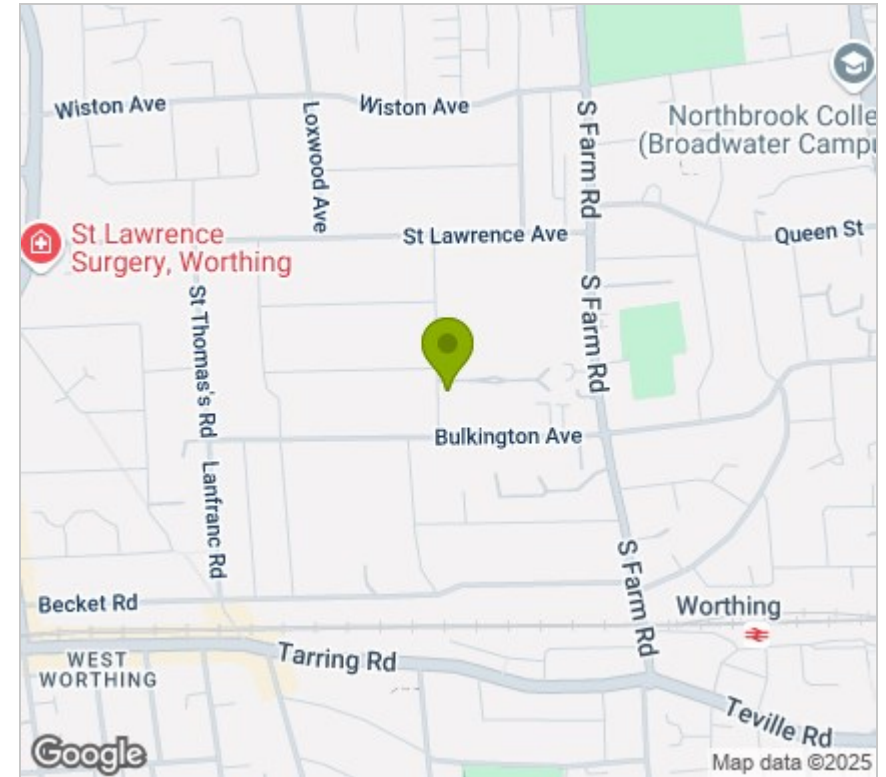 Wiston Ave
Wiston Ave
Loxwood Ave
S Farm Rd
Northbrook Colle
(Broadwater Campu
St Lawrence
Surgery, Worthing
St Lawrence Ave
Queen St
St Thomas's Rd
S Farm Rd
Bulkington Ave
Lanfranc Rd
S Farm Rd
Becket Rd
Worthing
WEST
WORTHING
Tarring Rd
Teville Rd
Google
Map data ©2025